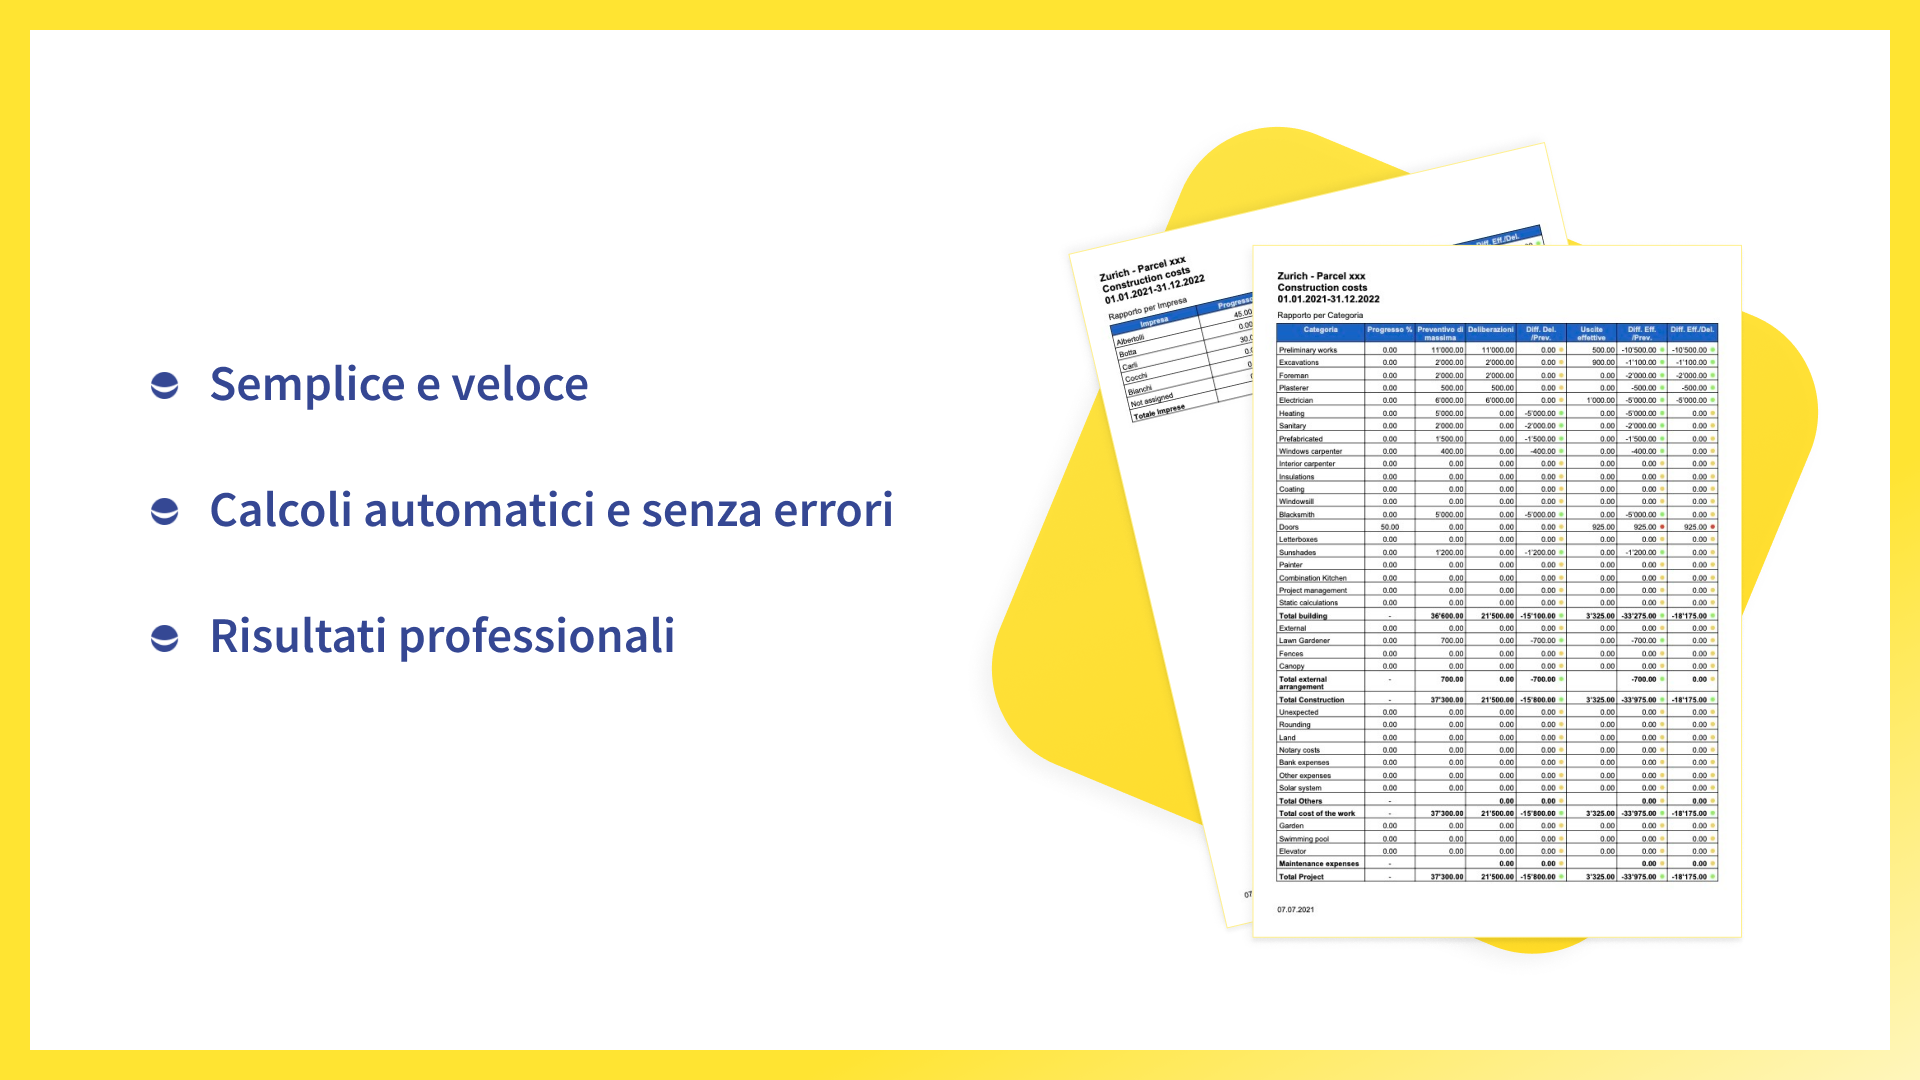 Semplice e veloce
Calcoli automatici e senza errori
Risultati professionali
Zurich - Parcel xxx
Construction costs
01.01.2021-31.12.2022
Rapporto per Impresa
Impresa Progresso
Diff. Eff./Del.
Albertolli 45.00
Botta 0.00
Carli 30.0
Cocchi 0.0
Bianchi 0
Not assigned
Totale Imprese
07
Zurich - Parcel xxx
Construction costs
01.01.2021-31.12.2022
Rapporto per Categoria
Categoria Progresso % Preventivo di massima Deliberazioni Diff. Del. /Prev. Uscite effettive Diff. Eff. /Prev. Diff. Eff./Del.
Preliminary works 0.00 11'000.00 11'000.00 0.00 500.00 -10'500.00 -10'500.00
Excavations 0.00 2'000.00 2'000.00 0.00 900.00 -1'100.00 -1'100.00
Foreman 0.00 2'000.00 2'000.00 0.00 0.00 -2'000.00 -2'000.00
Plasterer 0.00 500.00 500.00 0.00 0.00 -500.00 -500.00
Electrician 0.00 6'000.00 6'000.00 0.00 1'000.00 -5'000.00 -5'000.00
Heating 0.00 5'000.00 0.00 -5'000.00 0.00 -5'000.00 0.00
Sanitary 0.00 2'000.00 0.00 -2'000.00 0.00 -2'000.00 0.00
Prefabricated 0.00 1'500.00 0.00 -1'500.00 0.00 -1'500.00 0.00
Windows carpenter 0.00 400.00 0.00 -400.00 0.00 -400.00 0.00
Interior carpenter 0.00 0.00 0.00 0.00 0.00 0.00 0.00
Insulations 0.00 0.00 0.00 0.00 0.00 0.00 0.00
Coating 0.00 0.00 0.00 0.00 0.00 0.00 0.00
Windowsill 0.00 0.00 0.00 0.00 0.00 0.00 0.00
Blacksmith 0.00 5'000.00 0.00 -5'000.00 0.00 -5'000.00 0.00
Doors 50.00 0.00 0.00 0.00 925.00 925.00 925.00
Letterboxes 0.00 0.00 0.00 0.00 0.00 0.00 0.00
Sunshades 0.00 1'200.00 0.00 -1'200.00 0.00 -1'200.00 0.00
Painter 0.00 0.00 0.00 0.00 0.00 0.00 0.00
Combination Kitchen 0.00 0.00 0.00 0.00 0.00 0.00 0.00
Project management 0.00 0.00 0.00 0.00 0.00 0.00 0.00
Static calculations 0.00 0.00 0.00 0.00 0.00 0.00 0.00
Total building - 36'600.00 21'500.00 -15'100.00 3'325.00 -33'275.00 -18'175.00
External 0.00 0.00 0.00 0.00 0.00 0.00 0.00
Lawn Gardener 0.00 700.00 0.00 -700.00 0.00 -700.00 0.00
Fences 0.00 0.00 0.00 0.00 0.00 0.00 0.00
Canopy 0.00 0.00 0.00 0.00 0.00 0.00 0.00
Total external arrangement - 700.00 0.00 -700.00 -700.00 0.00
Total Construction - 37'300.00 21'500.00 -15'800.00 3'325.00 -33'975.00 -18'175.00
Unexpected 0.00 0.00 0.00 0.00 0.00 0.00 0.00
Rounding 0.00 0.00 0.00 0.00 0.00 0.00 0.00
Land 0.00 0.00 0.00 0.00 0.00 0.00 0.00
Notary costs 0.00 0.00 0.00 0.00 0.00 0.00 0.00
Bank expenses 0.00 0.00 0.00 0.00 0.00 0.00 0.00
Other expenses 0.00 0.00 0.00 0.00 0.00 0.00 0.00
Solar system 0.00 0.00 0.00 0.00 0.00 0.00 0.00
Total Others - 0.00 0.00 0.00 0.00
Total cost of the work - 37'300.00 21'500.00 -15'800.00 3'325.00 -33'975.00 -18'175.00
Garden 0.00 0.00 0.00 0.00 0.00 0.00 0.00
Swimming pool 0.00 0.00 0.00 0.00 0.00 0.00 0.00
Elevator 0.00 0.00 0.00 0.00 0.00 0.00 0.00
Maintenance expenses - 0.00 0.00 0.00 0.00
Total Project - 37'300.00 21'500.00 -15'800.00 3'325.00 -33'975.00 -18'175.00
07.07.2021